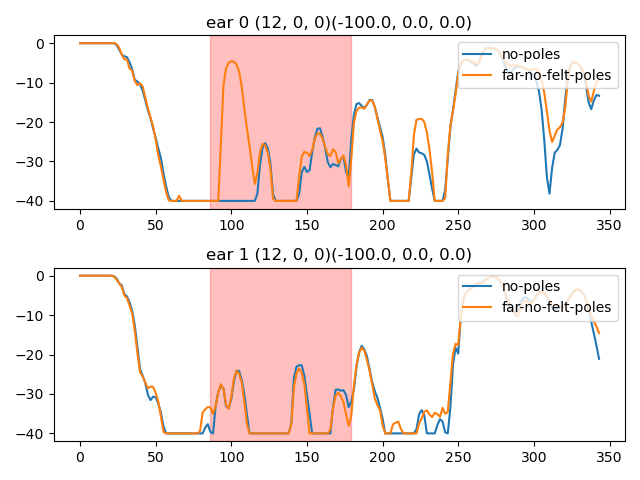 ear 0 (12, 0, 0)(-100.0, 0.0, 0.0)
0
−10
−20
−30
−40
no-poles
far-no-felt-poles
0 50 100 150 200 250 300 350
ear 1 (12, 0, 0)(-100.0, 0.0, 0.0)
0
−10
−20
−30
−40
no-poles
far-no-felt-poles
0 50 100 150 200 250 300 350